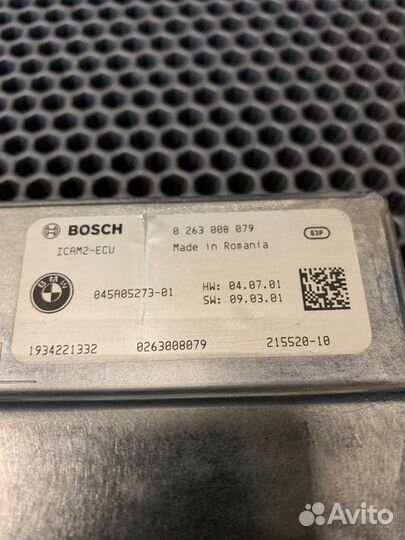 BOSCH 0 263 008 079 53F
ICAM2-ECU Made in Romania
BMW 045A05273-01 HW: 04.07.01
SW: 09.03.01
1934221332 0263008079 215520-10
Avito